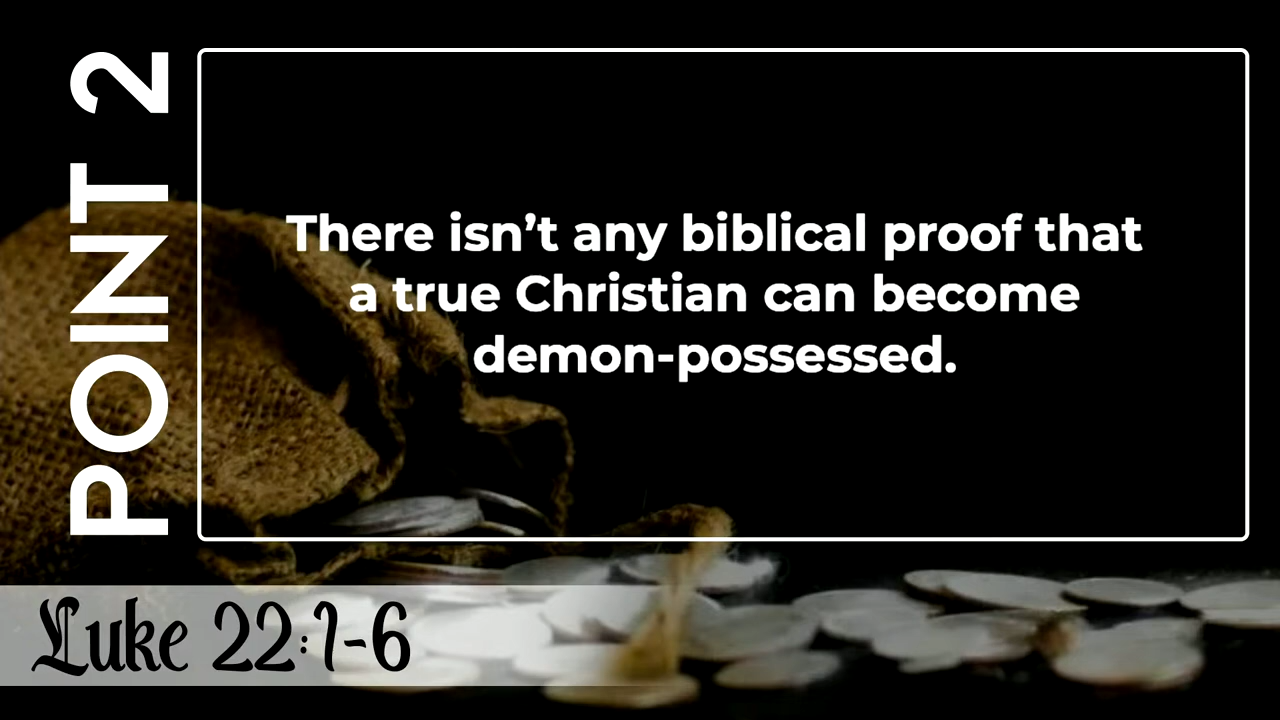 POINT 2
There isn’t any biblical proof that
a true Christian can become
demon-possessed.
Luke 22:1-6